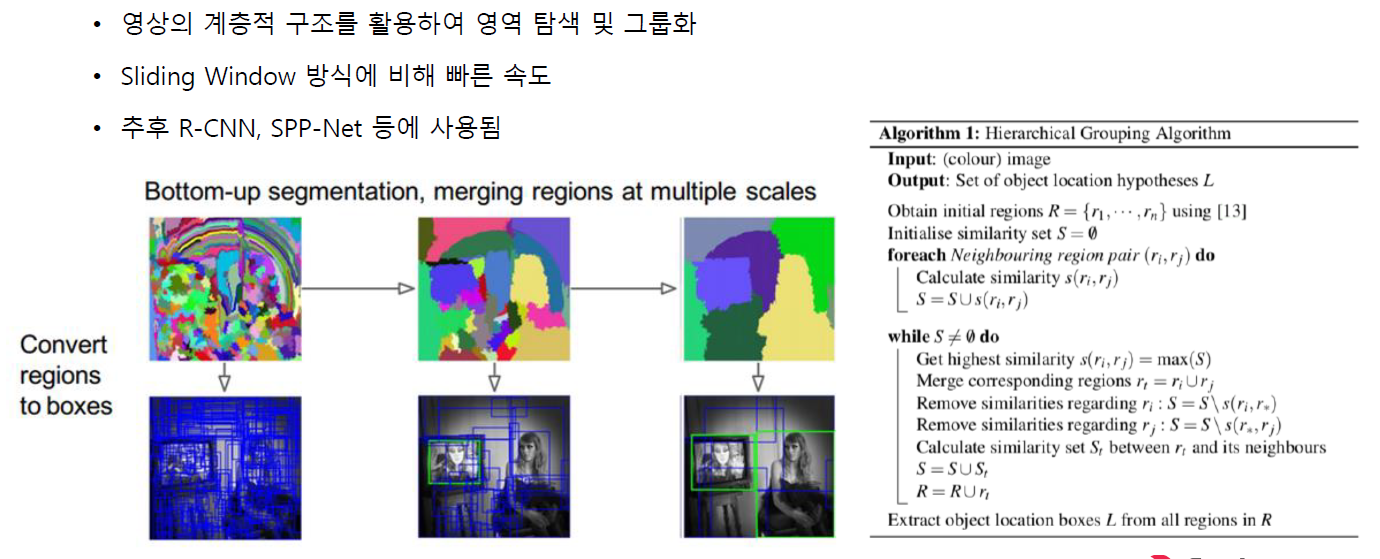 • 영상의 계층적 구조를 활용하여 영역 탐색 및 그룹화
• Sliding Window 방식에 비해 빠른 속도
• 추후 R-CNN, SPP-Net 등에 사용됨
Bottom-up segmentation, merging regions at multiple scales
Convert
regions
to boxes
Algorithm 1: Hierarchical Grouping Algorithm
Input: (colour) image
Output: Set of object location hypotheses L
Obtain initial regions R = {r₁,⋯,rₙ} using [13]
Initialise similarity set S = ∅
foreach Neighbouring region pair (rᵢ,rⱼ) do
Calculate similarity s(rᵢ,rⱼ)
S = S∪s(rᵢ,rⱼ)
while S ≠ ∅ do
Get highest similarity s(rᵢ,rⱼ) = max(S)
Merge corresponding regions rₜ = rᵢ∪rⱼ
Remove similarities regarding rᵢ : S = S\s(rᵢ,r*)
Remove similarities regarding rⱼ : S = S\s(r*,rⱼ)
Calculate similarity set Sₜ between rₜ and its neighbours
S = S∪Sₜ
R = R∪rₜ
Extract object location boxes L from all regions in R